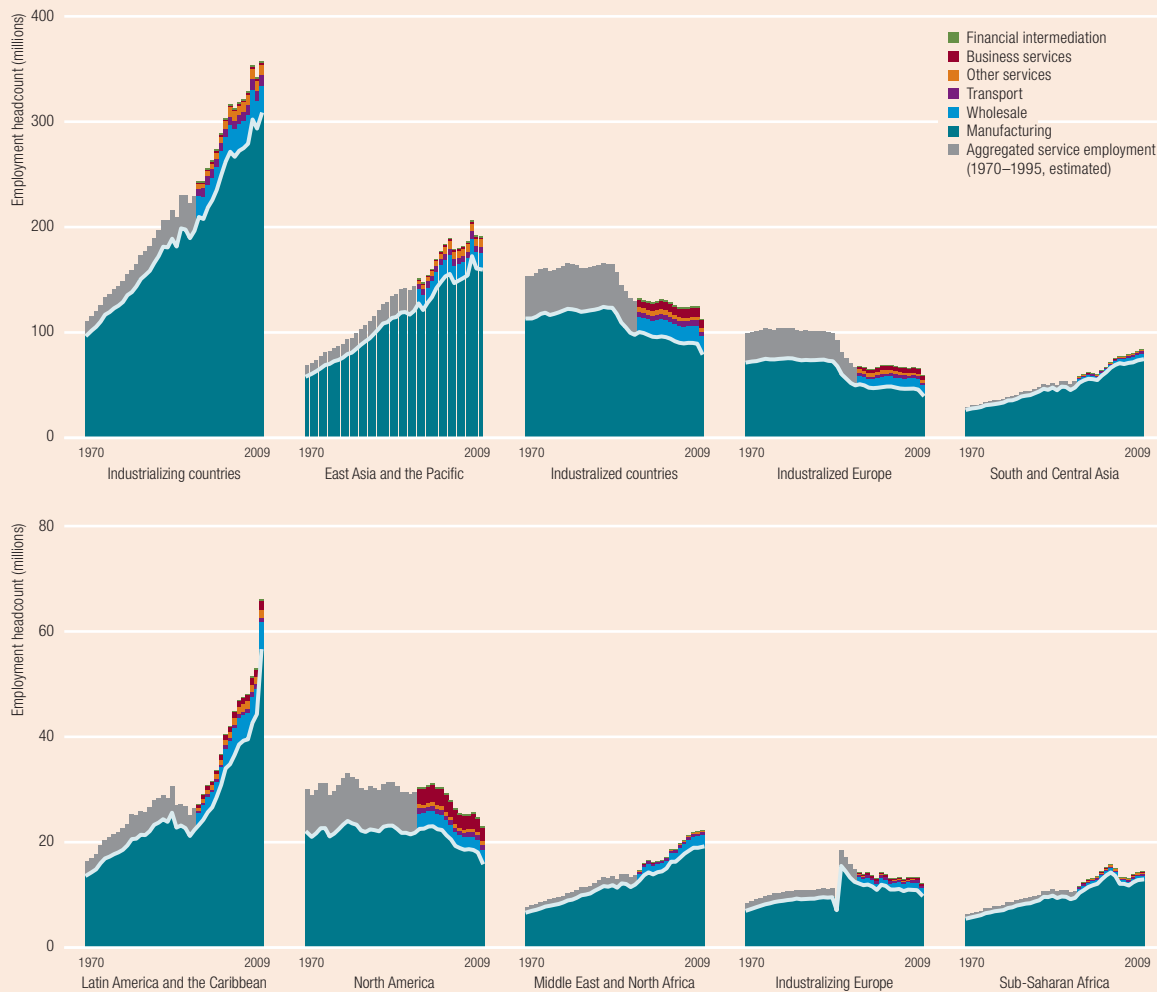 Employment headcount (millions)
400
300
200
100
0
Financial intermediation
Business services
Other services
Transport
Wholesale
Manufacturing
Aggregated service employment
(1970–1995, estimated)
1970 2009
Industrializing countries
1970 2009
East Asia and the Pacific
1970 2009
Industralized countries
1970 2009
Industralized Europe
1970 2009
South and Central Asia
Employment headcount (millions)
80
60
40
20
0
1970 2009
Latin America and the Caribbean
1970 2009
North America
1970 2009
Middle East and North Africa
1970 2009
Industralizing Europe
1970 2009
Sub-Saharan Africa